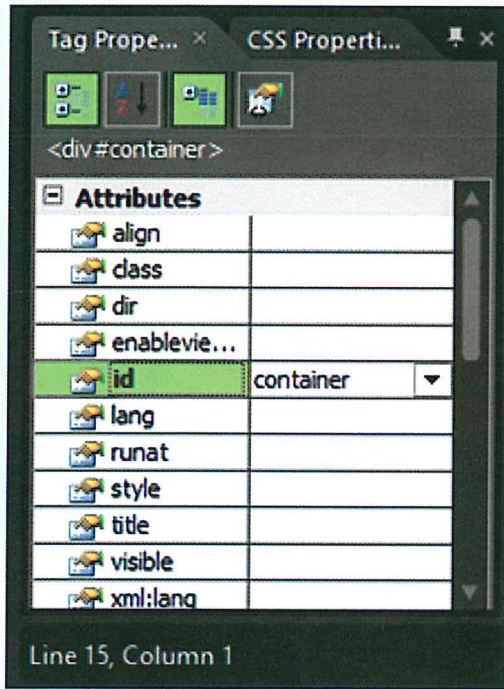 Tag Prope... × CSS Properti... ×
<div#container>
Attributes
align
class
dir
enablevie...
id container
lang
runat
style
title
visible
xml:lang
Line 15, Column 1